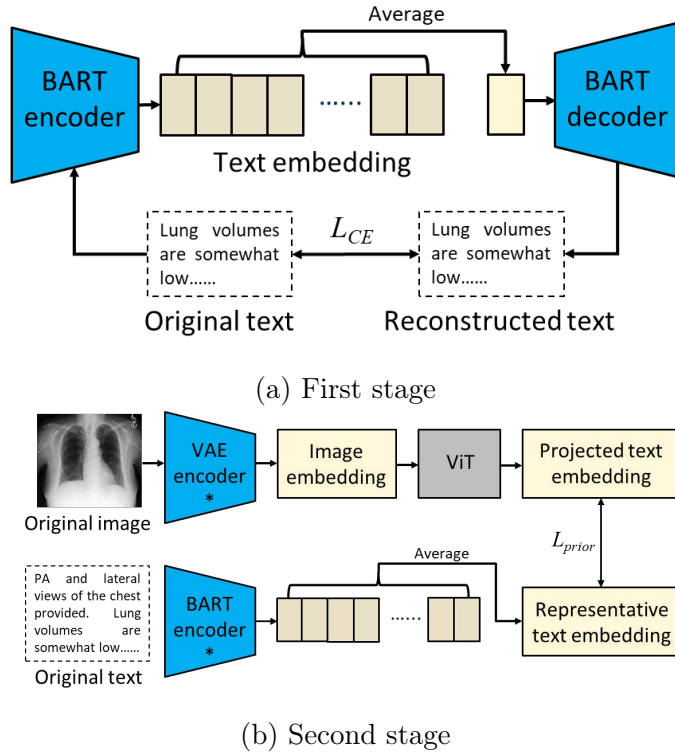 Average
BART
encoder
......
BART
decoder
Text embedding
Lung volumes
are somewhat
low......
L_CE
Lung volumes
are somewhat
low......
Original text
Reconstructed text
(a) First stage
VAE
encoder
*
Image
embedding
ViT
Projected text
embedding
Original image
Average
L_prior
PA and lateral
views of the chest
provided. Lung
volumes are
somewhat low......
BART
encoder
*
......
Representative
text embedding
Original text
(b) Second stage